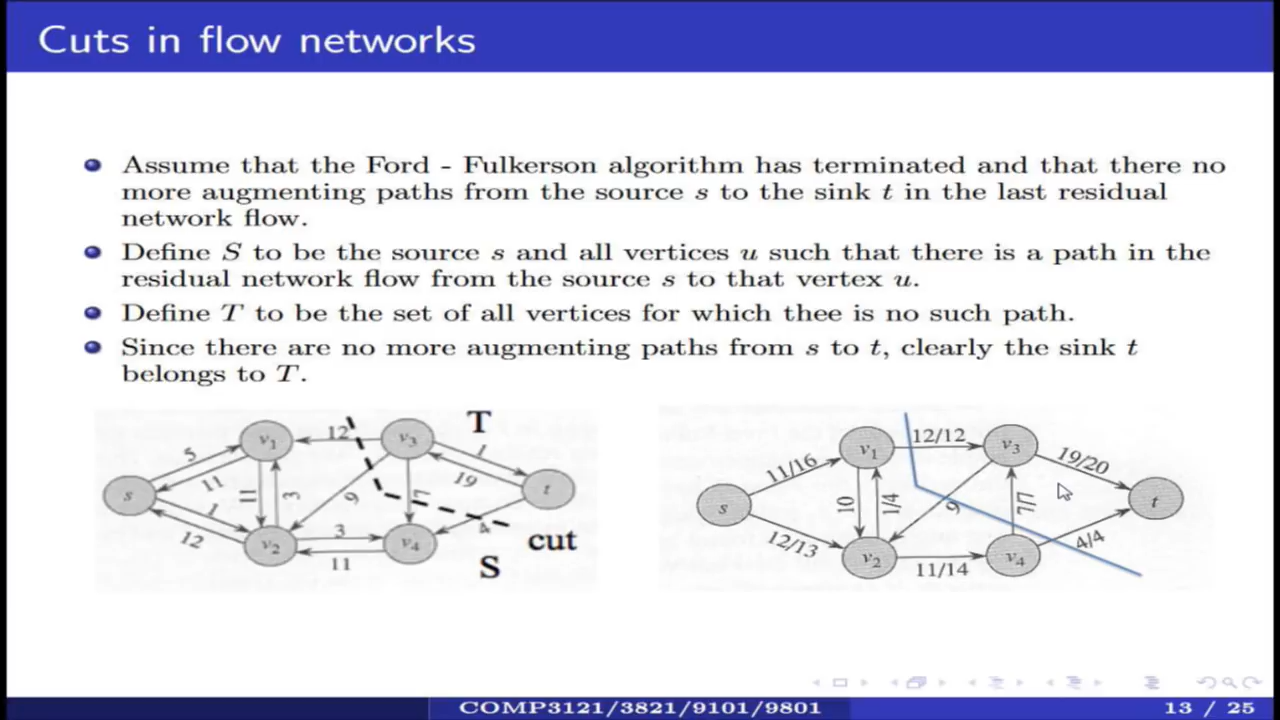 Cuts in flow networks
Assume that the Ford - Fulkerson algorithm has terminated and that there no
more augmenting paths from the source s to the sink t in the last residual
network flow.
Define S to be the source s and all vertices u such that there is a path in the
residual network flow from the source s to that vertex u.
Define T to be the set of all vertices for which thee is no such path.
Since there are no more augmenting paths from s to t, clearly the sink t
belongs to T.
T
v1 12 v3
5 1
11 19
s 11 3 9 7 t
1 4
12 3
v2 v4 cut
11 S
v1 12/12 v3
11/16 19/20
s 10 1/4 9 7/7 t
12/13 4/4
v2 11/14 v4
COMP3121/3821/9101/9801 13 / 25